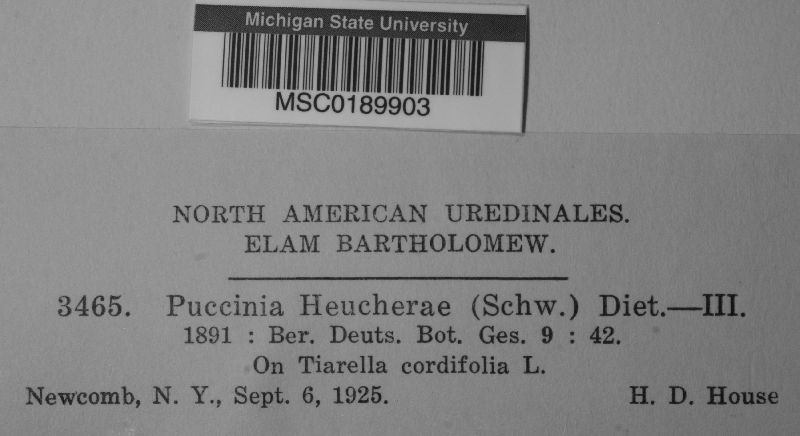 Michigan State University
MSC0189903
NORTH AMERICAN UREDINALES.
ELAM BARTHOLOMEW.
3465. Puccinia Heucherae (Schw.) Diet.—III.
1891 : Ber. Deuts. Bot. Ges. 9 : 42.
On Tiarella cordifolia L.
Newcomb, N. Y., Sept. 6, 1925. H. D. House